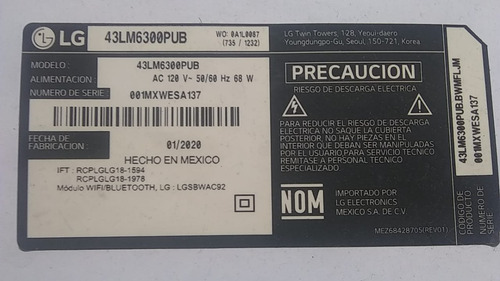 LG 43LM6300PUB
WO: 0A1L0087
(735 / 1232)
LG Twin Towers, 128, Yeoui-daero
Youngdungpo-Gu, Seoul, 150-721, Korea
MODELO : 43LM6300PUB
ALIMENTACION : AC 120 V~ 50/60 Hz 68 W
NUMERO DE SERIE : 001MXWESA137
FECHA DE
FABRICACION: 01/2020
HECHO EN MEXICO
IFT : RCPLGLG18-1594
RCPLGLG18-1978
Módulo WIFI/BLUETOOTH, LG : LGSBWAC92
PRECAUCION
RIESGO DE DESCARGA ELECTRICA
PARA REDUCIR EL RIESGO DE DESCARGA
ELECTRICA NO SAQUE LA CUBIERTA
POSTERIOR, NO HAY PIEZAS EN EL
INTERIOR QUE DEBAN SER MANIPULADAS
POR EL USUARIO PARA SERVICIO TECNICO
REMITASE A PERSONAL TECNICO
ESPECIALIZADO
NOM
IMPORTADO POR
LG ELECTRONICS
MEXICO S.A. DE C.V.
MEZ68428705(REV01)
43LM6300PUB.BWMFLJM
001MXWESA137
CODIGO DE
PRODUCTO
NUMERO DE
SERIE